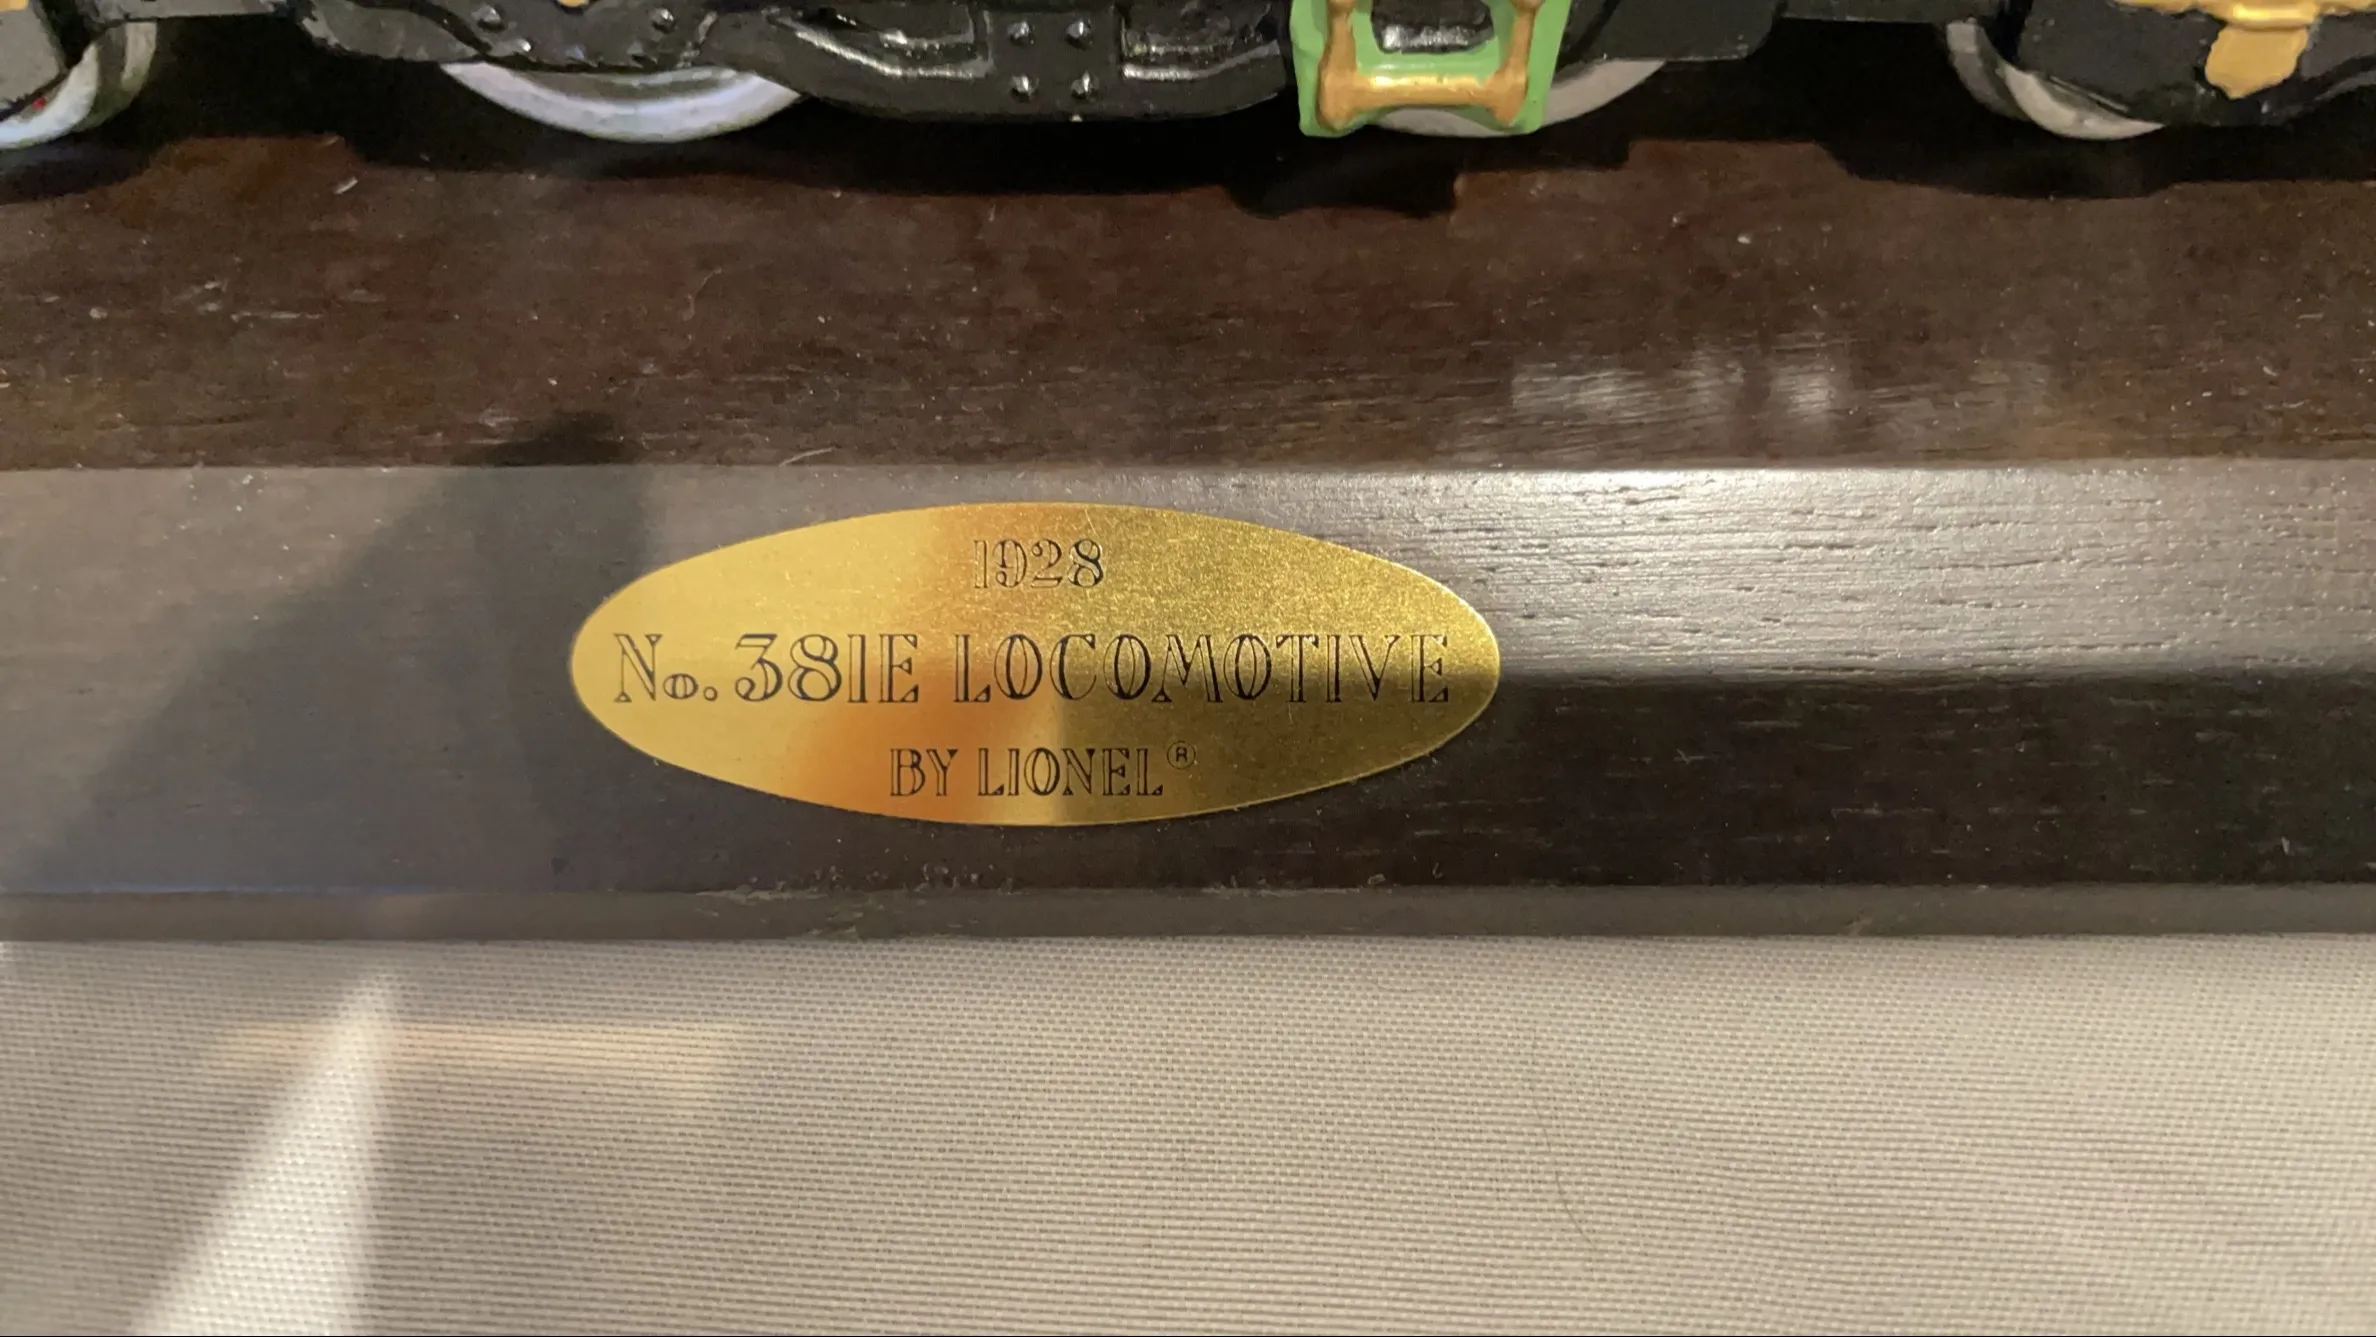 1928
No. 381E LOCOMOTIVE
BY LIONEL®